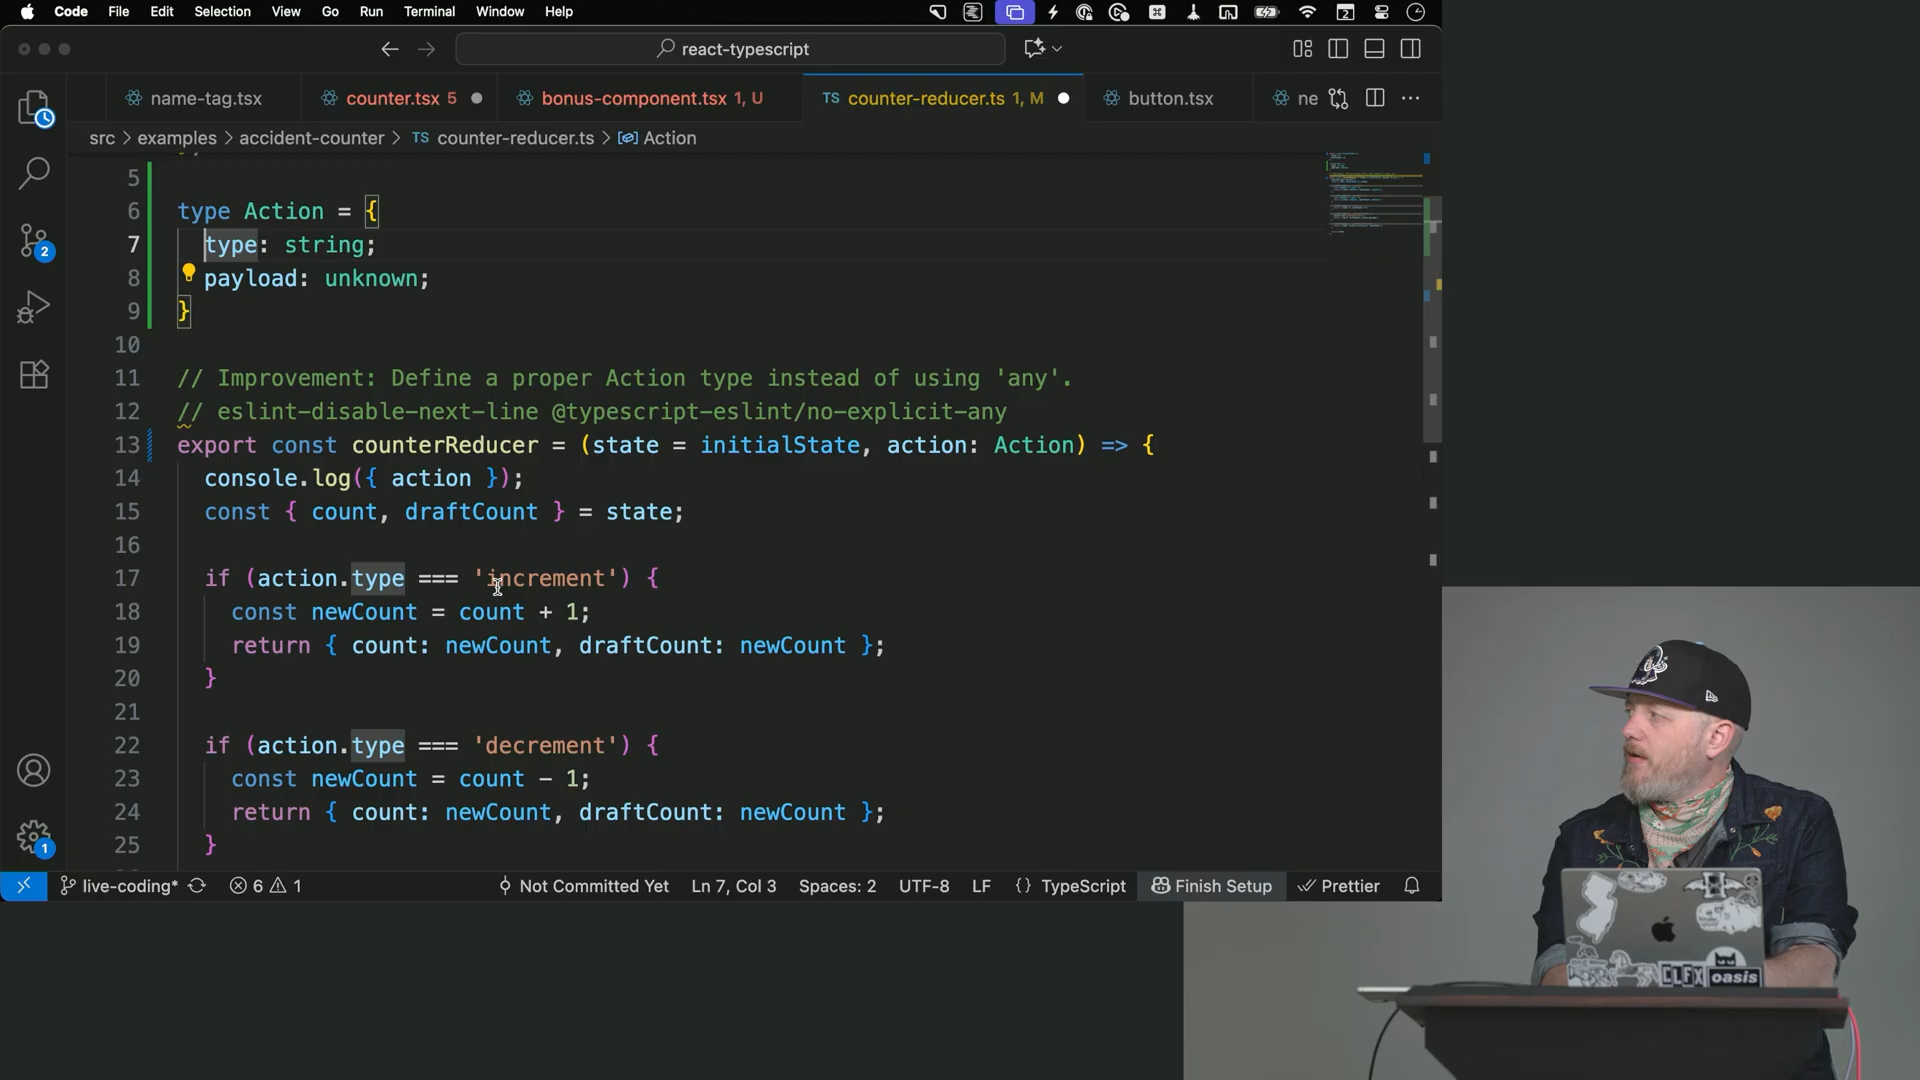 Code File Edit Selection View Go Run Terminal Window Help
react-typescript
name-tag.tsx counter.tsx 5 bonus-component.tsx 1, U TS counter-reducer.ts 1, M button.tsx ne
src > examples > accident-counter > TS counter-reducer.ts > Action
5
6 type Action = {
7 type: string;
8 payload: unknown;
9 }
10
11 // Improvement: Define a proper Action type instead of using 'any'.
12 // eslint-disable-next-line @typescript-eslint/no-explicit-any
13 export const counterReducer = (state = initialState, action: Action) => {
14 console.log({ action });
15 const { count, draftCount } = state;
16
17 if (action.type === 'increment') {
18 const newCount = count + 1;
19 return { count: newCount, draftCount: newCount };
20 }
21
22 if (action.type === 'decrement') {
23 const newCount = count - 1;
24 return { count: newCount, draftCount: newCount };
25 }
2
1
live-coding* 6 1 Not Committed Yet Ln 7, Col 3 Spaces: 2 UTF-8 LF {} TypeScript Finish Setup Prettier
CLFX oasis